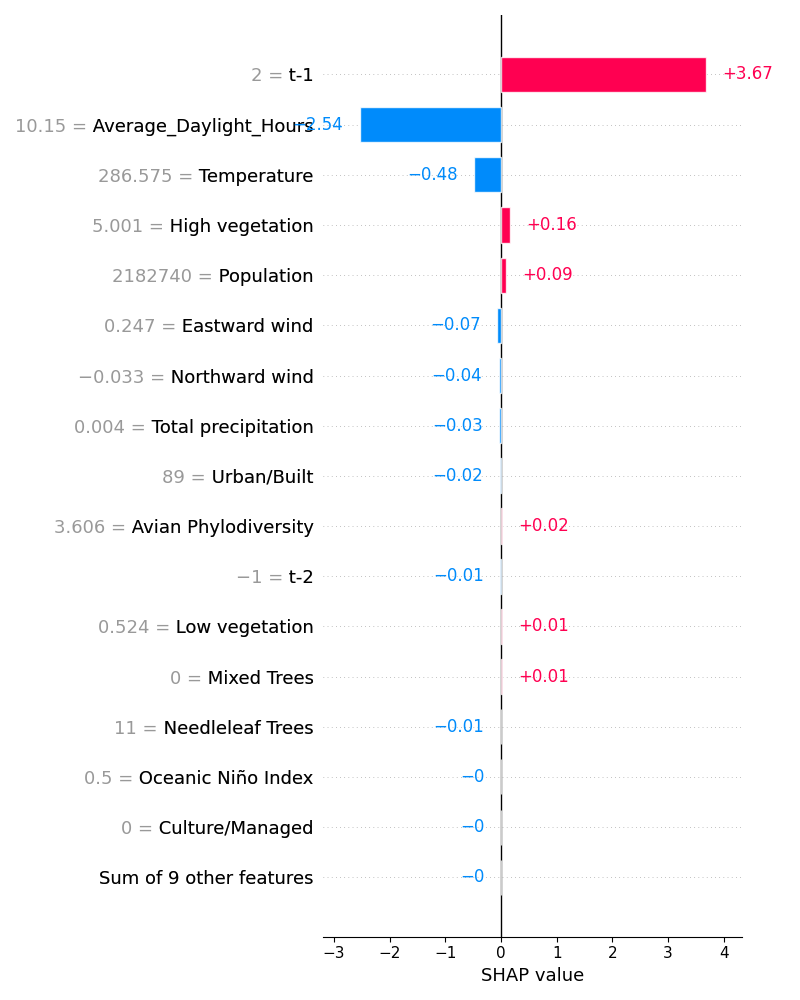 2 = t-1 +3.67
10.15 = Average_Daylight_Hours −2.54
286.575 = Temperature −0.48
5.001 = High vegetation +0.16
2182740 = Population +0.09
0.247 = Eastward wind −0.07
−0.033 = Northward wind −0.04
0.004 = Total precipitation −0.03
89 = Urban/Built −0.02
3.606 = Avian Phylodiversity +0.02
−1 = t-2 −0.01
0.524 = Low vegetation +0.01
0 = Mixed Trees +0.01
11 = Needleleaf Trees −0.01
0.5 = Oceanic Niño Index −0
0 = Culture/Managed −0
Sum of 9 other features −0
−3 −2 −1 0 1 2 3 4
SHAP value